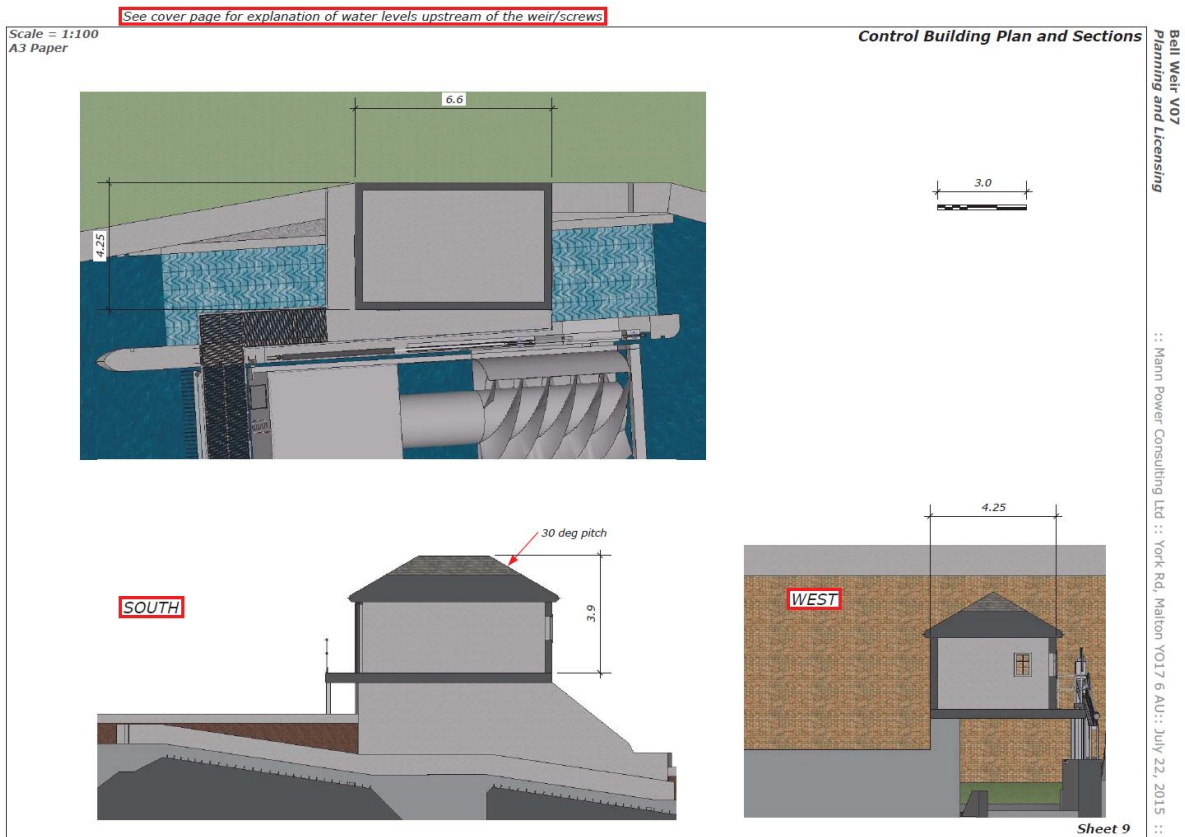 See cover page for explanation of water levels upstream of the weir/screws
Scale = 1:100
A3 Paper
Control Building Plan and Sections
6.6
4.25
3.0
30 deg pitch
3.9
SOUTH
4.25
WEST
Sheet 9
Bell Weir V07
Planning and Licensing
:: Mann Power Consulting Ltd :: York Rd, Malton YO17 6 AU:: July 22, 2015 ::